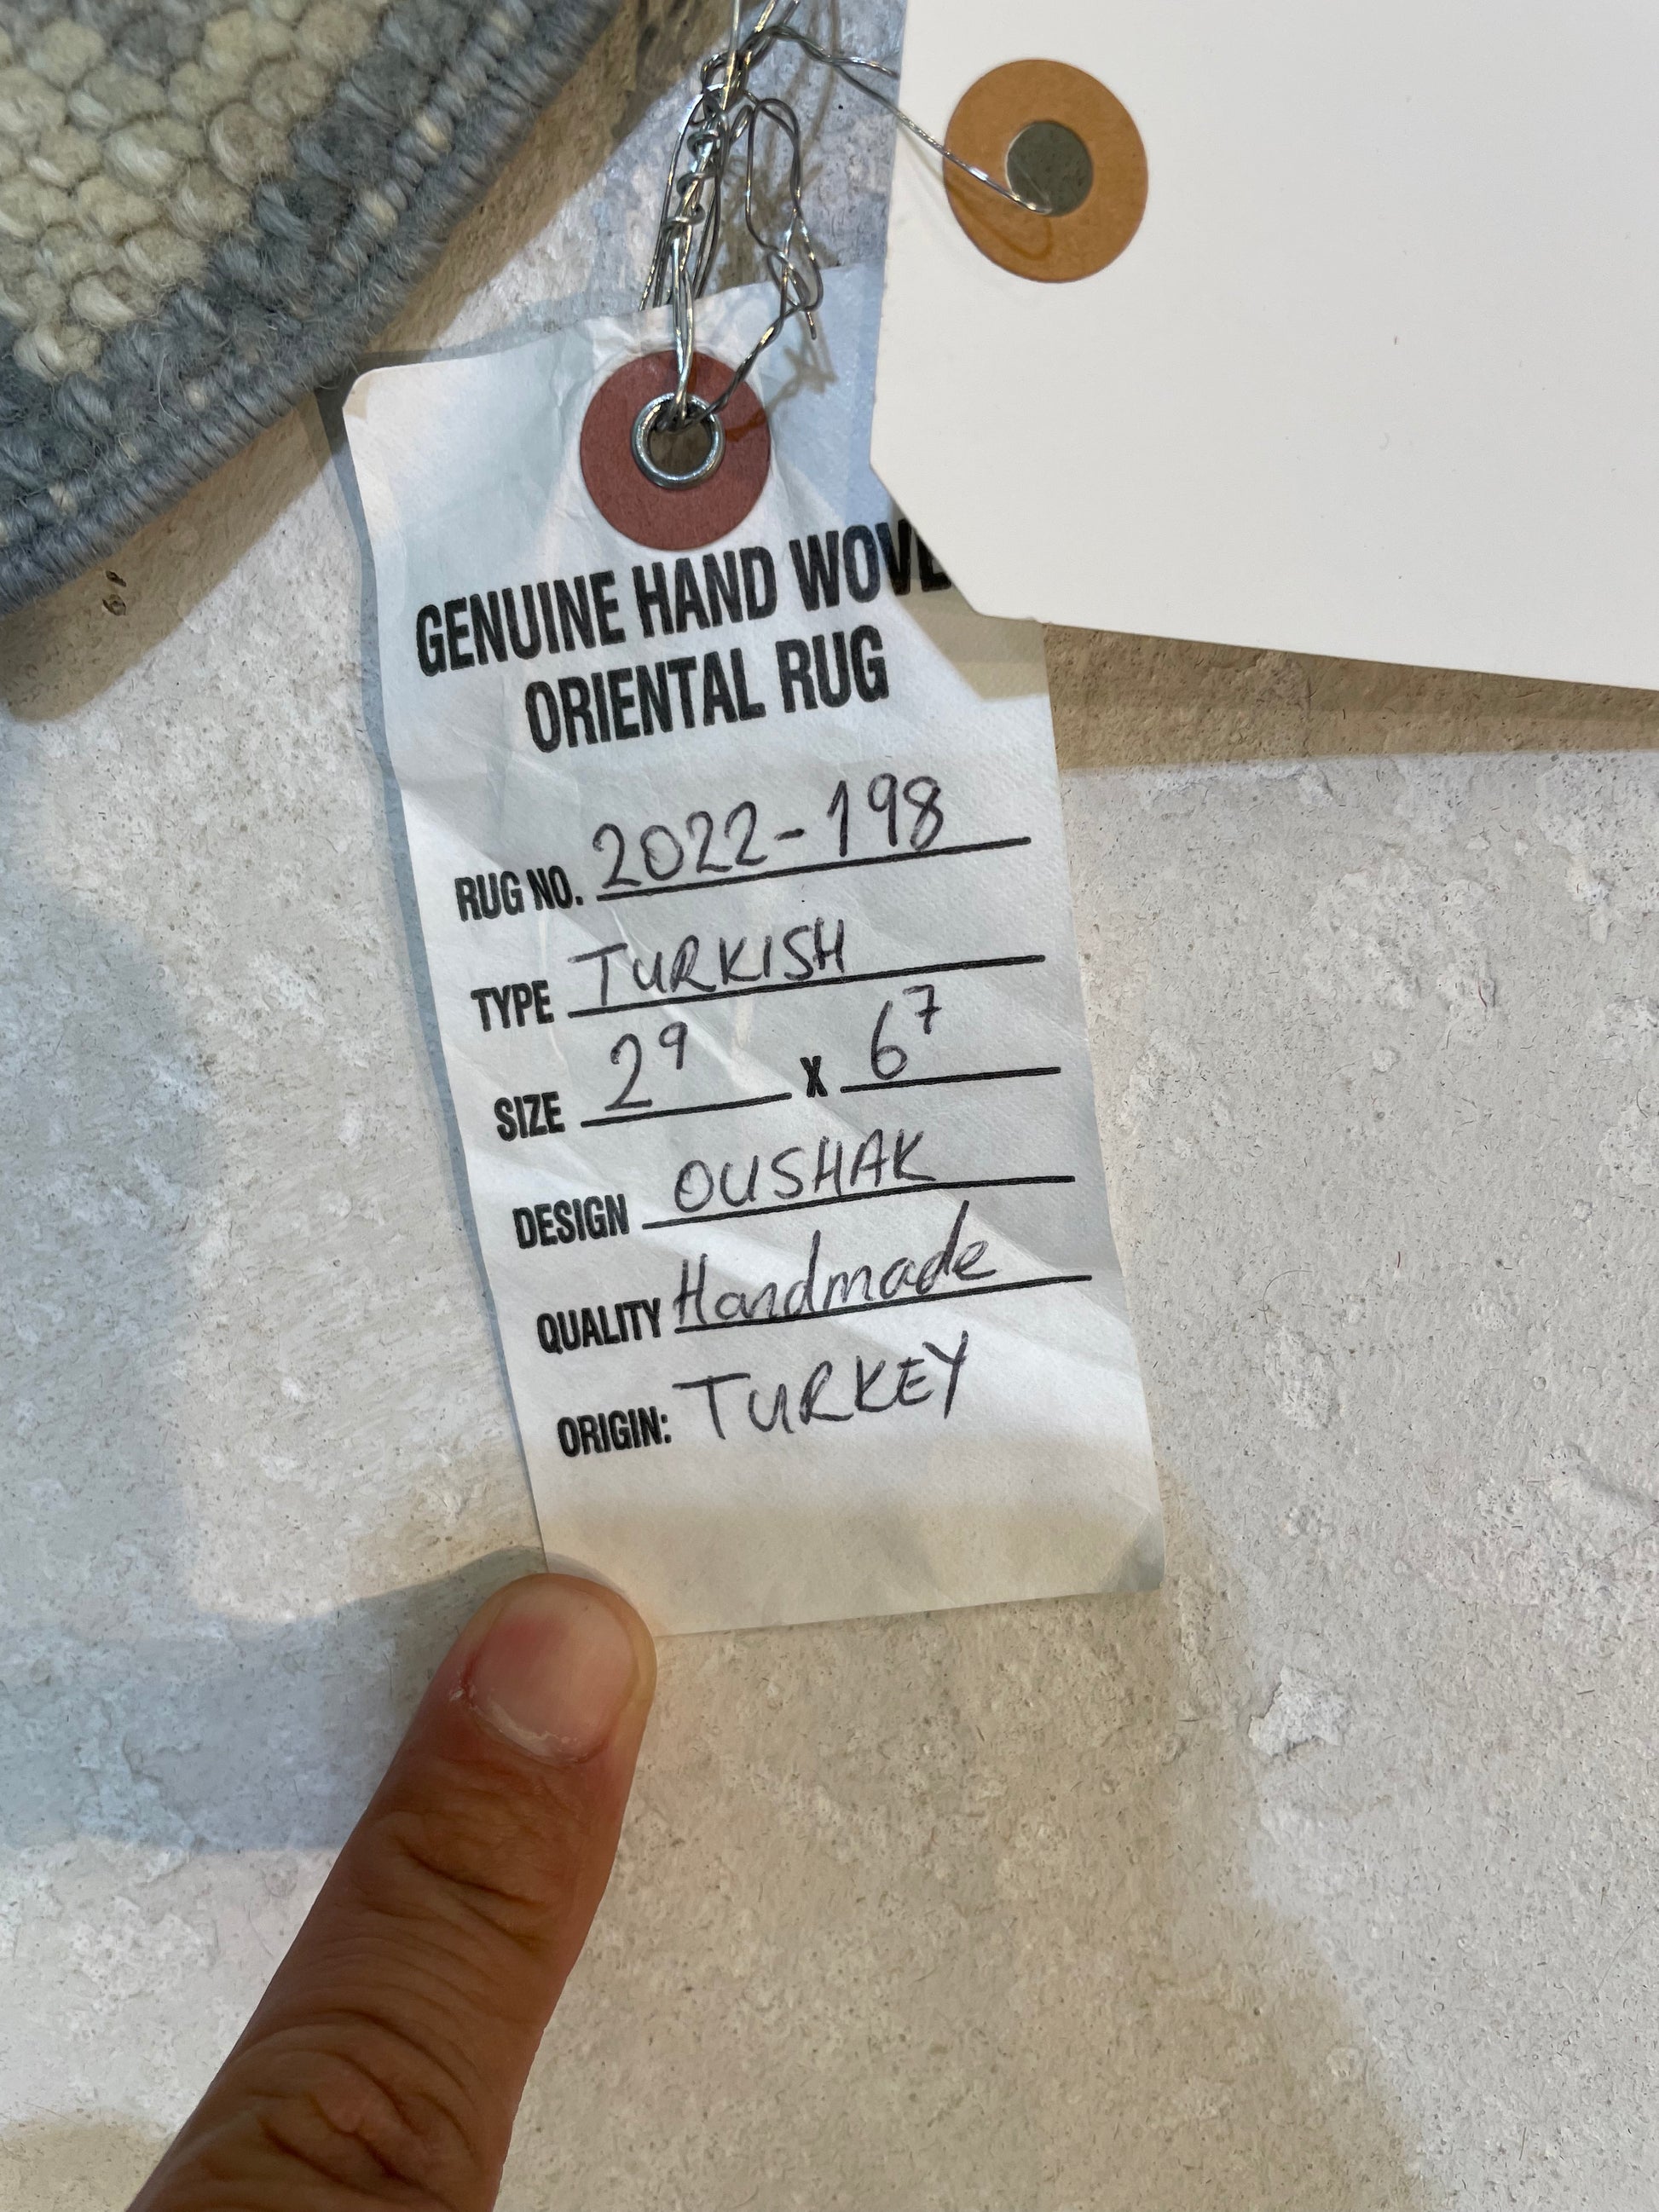 GENUINE HAND WOVE
ORIENTAL RUG
RUG NO. 2022-198
TYPE TURKISH
SIZE 2⁹ X 6⁷
DESIGN OUSHAK
QUALITY Handmade
ORIGIN: TURKEY